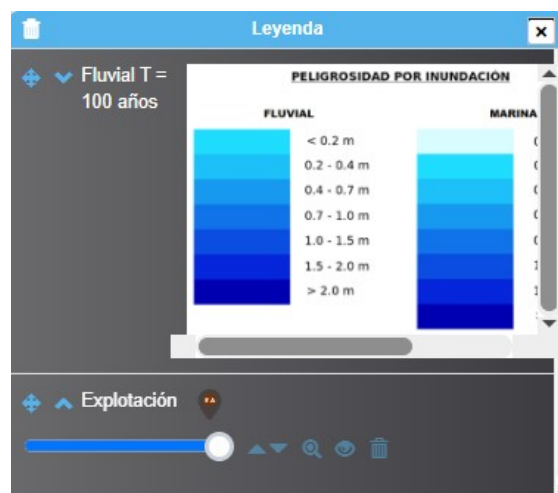 Leyenda
Fluvial T =
100 años
PELIGROSIDAD POR INUNDACIÓN
FLUVIAL
< 0.2 m
0.2 - 0.4 m
0.4 - 0.7 m
0.7 - 1.0 m
1.0 - 1.5 m
1.5 - 2.0 m
> 2.0 m
MARINA
Explotación